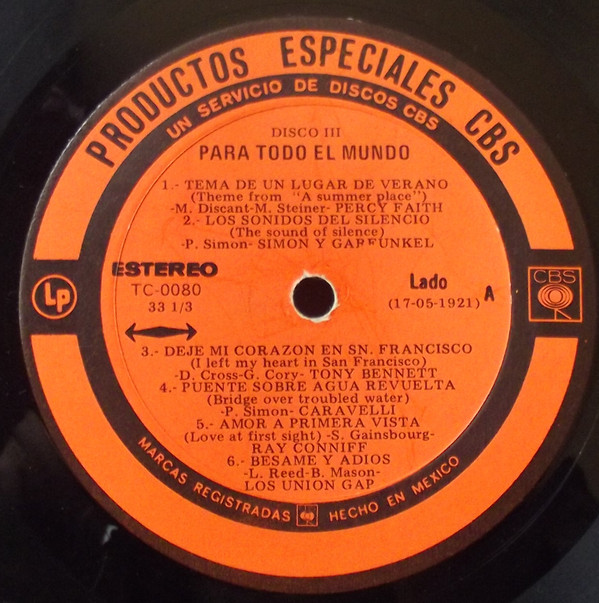 PRODUCTOS ESPECIALES CBS
UN SERVICIO DE DISCOS CBS
DISCO III
PARA TODO EL MUNDO
1.- TEMA DE UN LUGAR DE VERANO
(Theme from "A summer place")
-M. Discant-M. Steiner- PERCY FAITH
2.- LOS SONIDOS DEL SILENCIO
(The sound of silence)
-P. Simon- SIMON Y GARFUNKEL
ESTEREO
TC-0080
33 1/3
Lado A
(17-05-1921)
Lp
CBS
3.- DEJE MI CORAZON EN SN. FRANCISCO
(I left my heart in San Francisco)
-D. Cross-G. Cory- TONY BENNETT
4.- PUENTE SOBRE AGUA REVUELTA
(Bridge over troubled water)
-P. Simon- CARAVELLI
5.- AMOR A PRIMERA VISTA
(Love at first sight) -S. Gainsbourg-
RAY CONNIFF
6.- BESAME Y ADIOS
-L. Reed-B. Mason-
LOS UNION GAP
MARCAS REGISTRADAS HECHO EN MEXICO